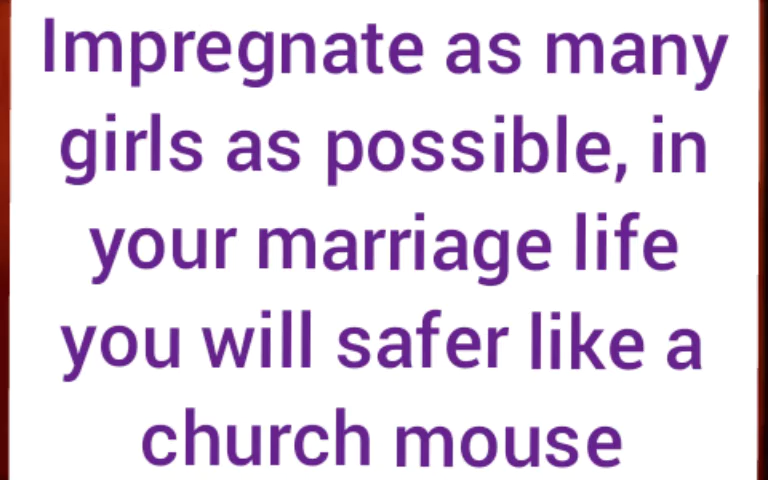 Impregnate as many
girls as possible, in
your marriage life
you will safer like a
church mouse